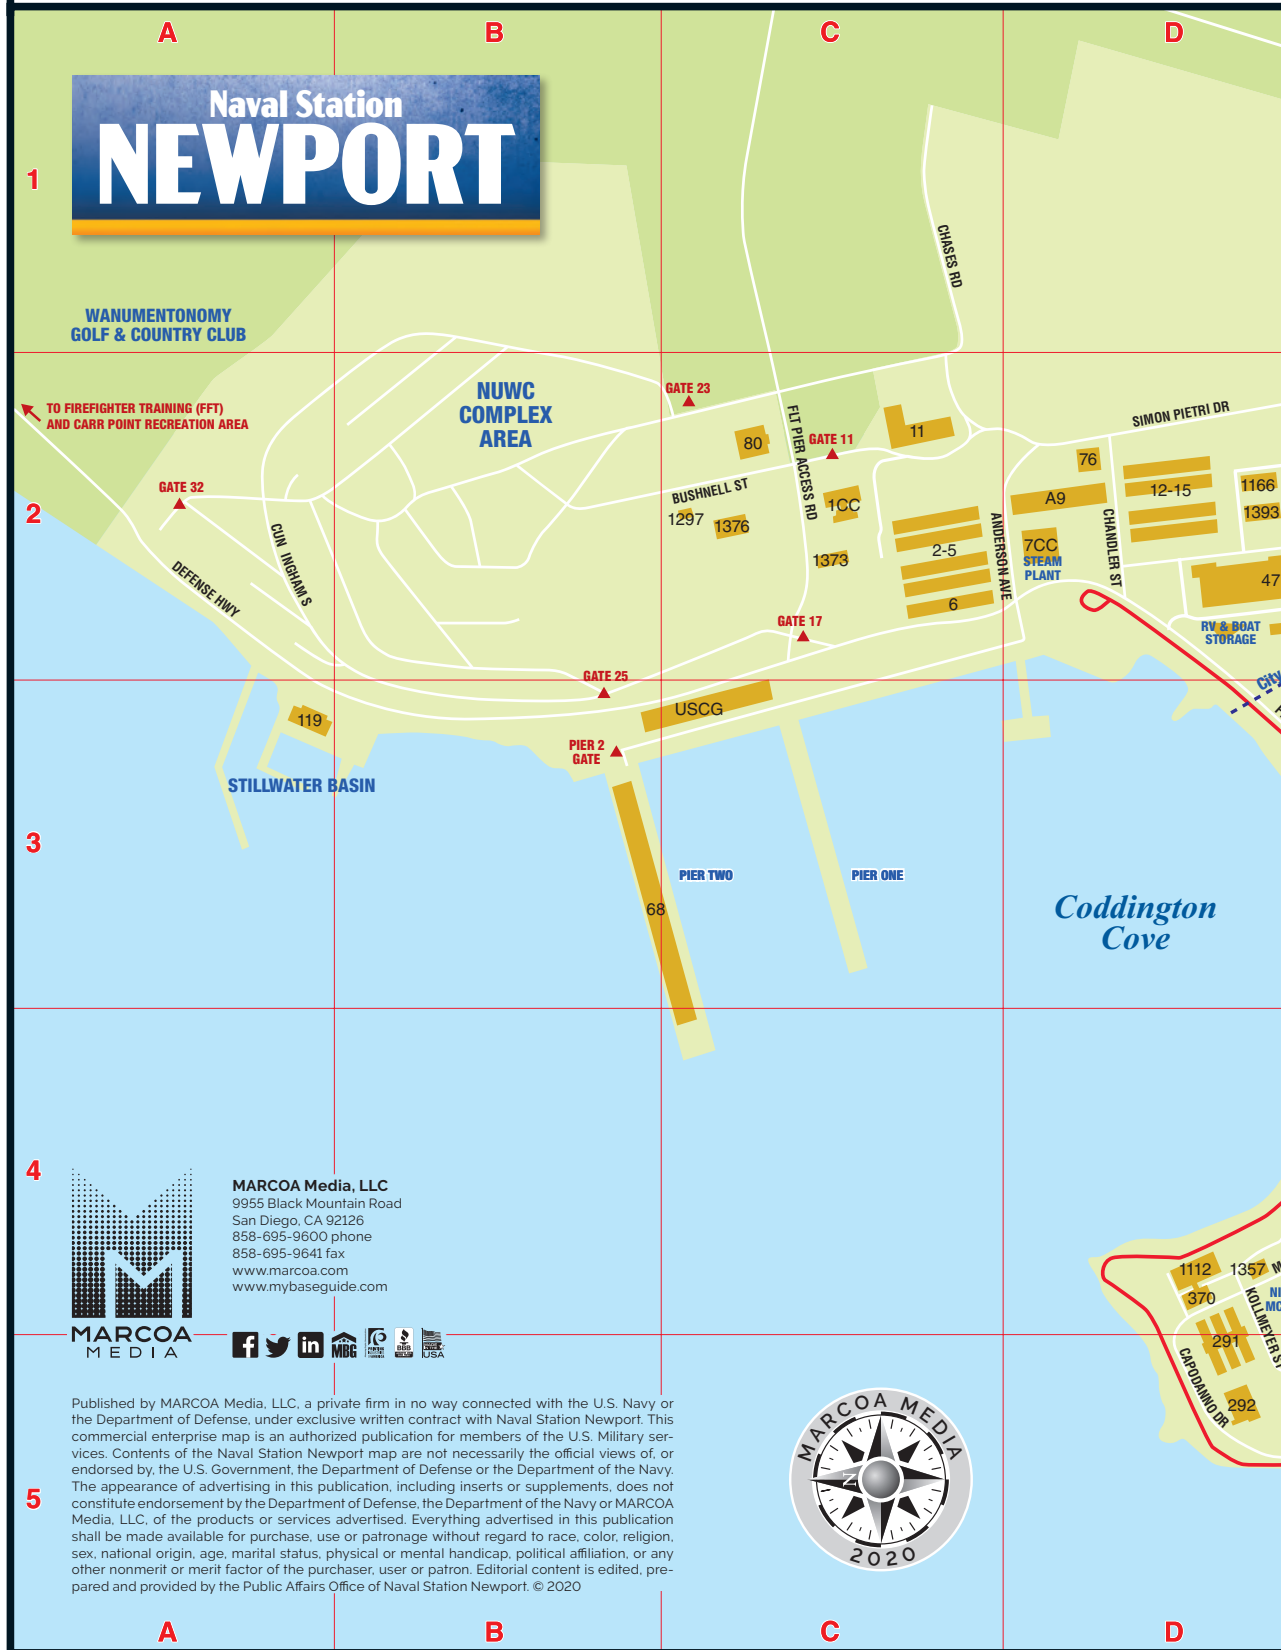 A
B
C
D
Naval Station
NEWPORT
1
CHASES RD
WANUMENTONOMY
GOLF & COUNTRY CLUB
NUWC
COMPLEX
AREA
GATE 23
TO FIREFIGHTER TRAINING (FFT)
AND CARR POINT RECREATION AREA
FLT PIER ACCESS RD
GATE 11
11
SIMON PIETRI DR
80
76
GATE 32
BUSHNELL ST
A9
12-15
1166
2
1297
1376
1CC
1393
CUN INGHAM S
ANDERSON AVE
CHANDLER ST
2-5
7CC
STEAM
PLANT
1373
DEFENSE HWY
47
6
GATE 17
RV & BOAT
STORAGE
GATE 25
City
USCG
119
PIER 2
GATE
STILLWATER BASIN
3
PIER TWO
PIER ONE
68
Coddington
Cove
4
MARCOA Media, LLC
9955 Black Mountain Road
San Diego, CA 92126
858-695-9600 phone
858-695-9641 fax
www.marcoa.com
www.mybaseguide.com
MARCOA
MEDIA
f
in
MBG
BBB
USA
1112
1357
M
370
NI
MC
KOLLMEYER ST
291
CAPODANNO DR
292
Published by MARCOA Media, LLC, a private firm in no way connected with the U.S. Navy or
the Department of Defense, under exclusive written contract with Naval Station Newport. This
commercial enterprise map is an authorized publication for members of the U.S. Military ser-
vices. Contents of the Naval Station Newport map are not necessarily the official views of, or
endorsed by, the U.S. Government, the Department of Defense or the Department of the Navy.
The appearance of advertising in this publication, including inserts or supplements, does not
constitute endorsement by the Department of Defense, the Department of the Navy or MARCOA
Media, LLC, of the products or services advertised. Everything advertised in this publication
shall be made available for purchase, use or patronage without regard to race, color, religion,
sex, national origin, age, marital status, physical or mental handicap, political affiliation, or any
other nonmerit or merit factor of the purchaser, user or patron. Editorial content is edited, pre-
pared and provided by the Public Affairs Office of Naval Station Newport. © 2020
MARCOA MEDIA
N
2020
5
A
B
C
D